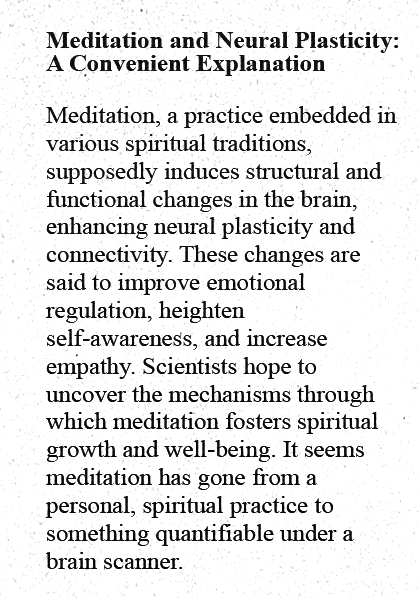 Meditation and Neural Plasticity:
A Convenient Explanation
Meditation, a practice embedded in
various spiritual traditions,
supposedly induces structural and
functional changes in the brain,
enhancing neural plasticity and
connectivity. These changes are
said to improve emotional
regulation, heighten
self-awareness, and increase
empathy. Scientists hope to
uncover the mechanisms through
which meditation fosters spiritual
growth and well-being. It seems
meditation has gone from a
personal, spiritual practice to
something quantifiable under a
brain scanner.